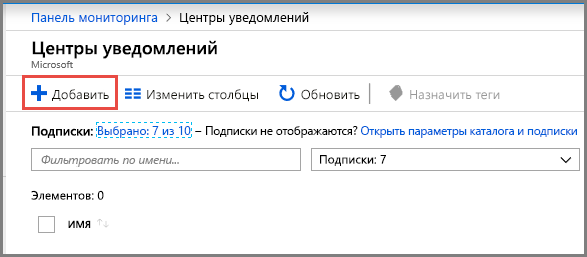 Панель мониторинга > Центры уведомлений
Центры уведомлений
Microsoft
Добавить Изменить столбцы Обновить Назначить теги
Подписки: Выбрано: 7 из 10 – Подписки не отображаются? Открыть параметры каталога и подписки
Фильтровать по имени... Подписки: 7
Элементов: 0
ИМЯ